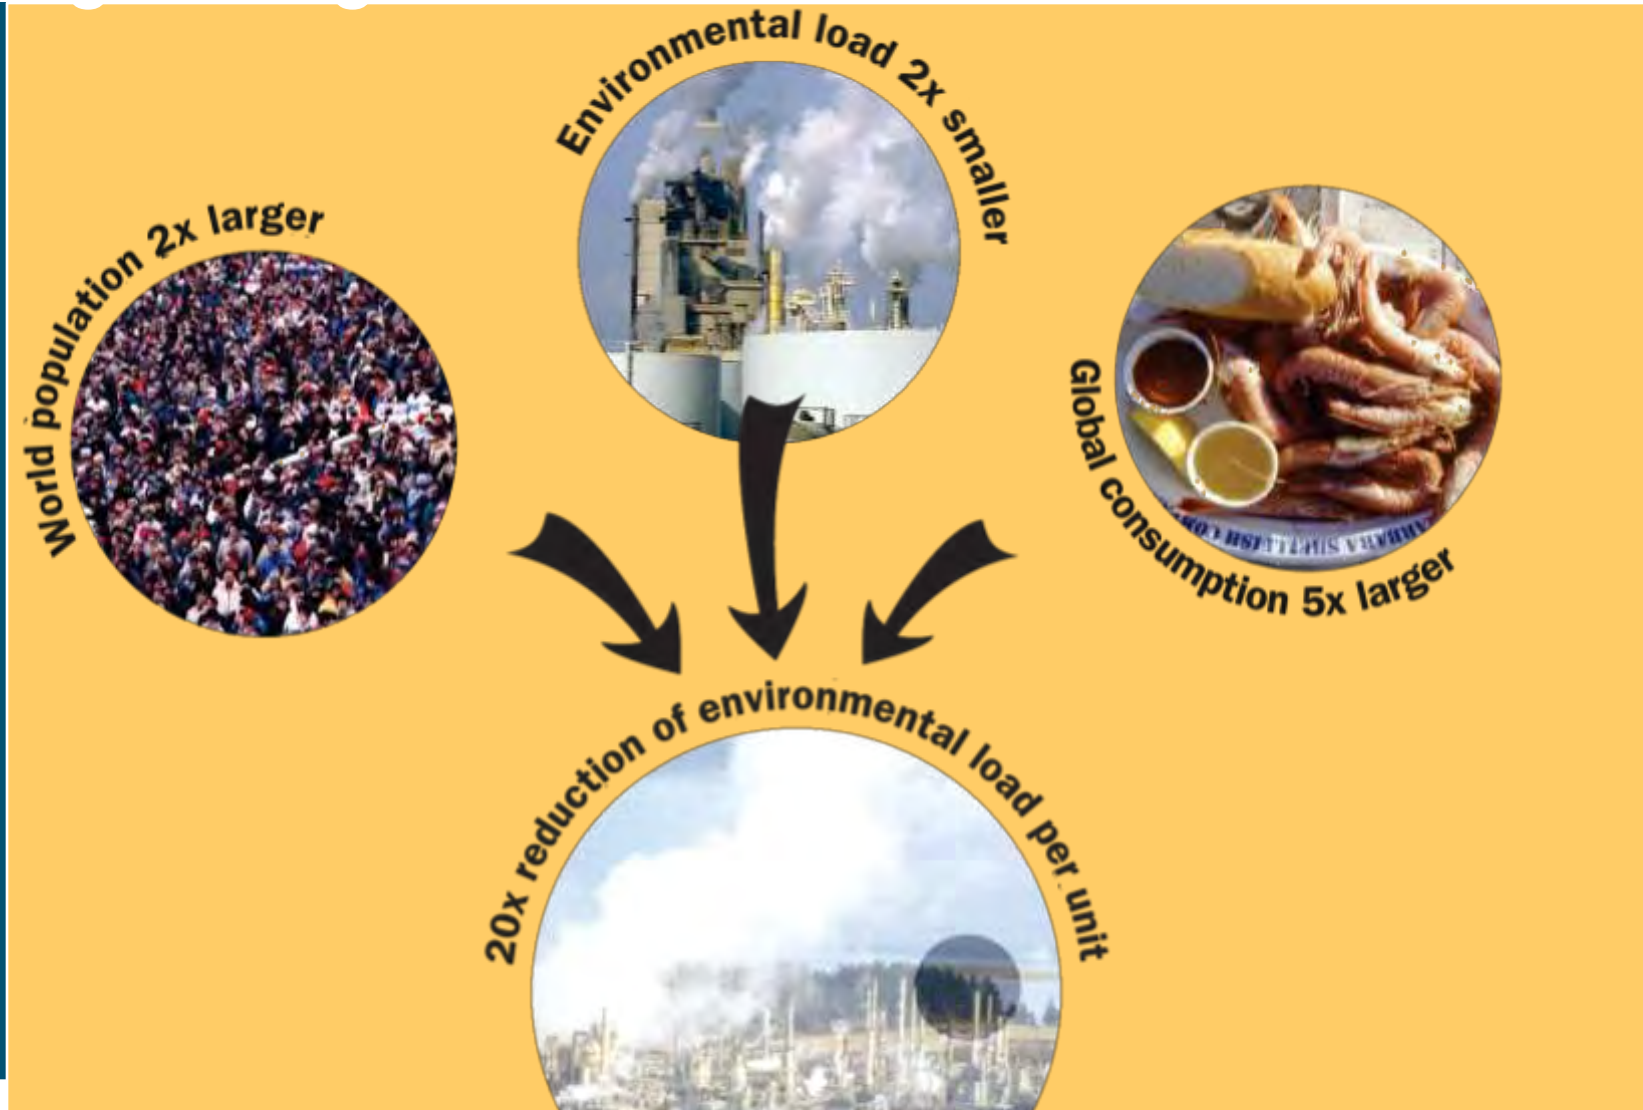 Environmental load 2x smaller
World population 2x larger
Global consumption 5x larger
20x reduction of environmental load per unit